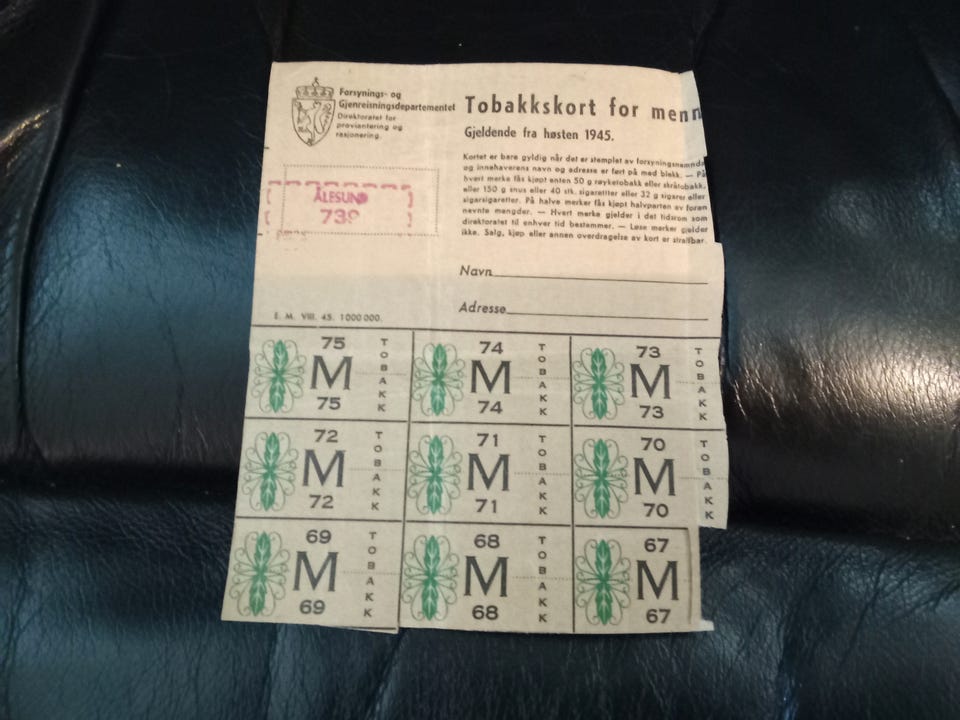 Forsynings- og
Gjenreisningsdepartementet
Direktoratet for
proviantering og
rasjonering.
Tobakkskort for menn
Gjeldende fra høsten 1945.
Kortet er bare gyldig når det er stemplet av forsyningsnemnda
og innehaverens navn og adresse er ført på med blekk. — På
hvert merke fås kjøpt enten 50 g røyketobakk eller skråtobakk,
eller 150 g snus eller 40 stk. sigaretter eller 32 g sigarer eller
sigarsigaretter. På halve merker fås kjøpt halvparten av foran
nevnte mengder. — Hvert merke gjelder i det tidsrom som
direktoratet til enhver tid bestemmer. — Løse merker gjelder
ikke. Salg, kjøp eller annen overdragelse av kort er straffbar.
ÅLESUND
739
Navn
Adresse
E. M. VIII. 45. 1 000 000.
75 M 75 TOBAKK
74 M 74 TOBAKK
73 M 73 TOBAKK
72 M 72 TOBAKK
71 M 71 TOBAKK
70 M 70 TOBAKK
69 M 69 TOBAKK
68 M 68 TOBAKK
67 M 67